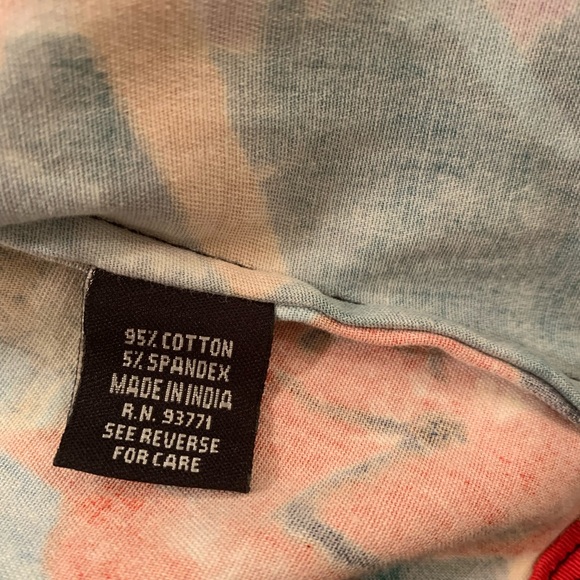 95% COTTON
5% SPANDEX
MADE IN INDIA
R.N. 93771
SEE REVERSE
FOR CARE